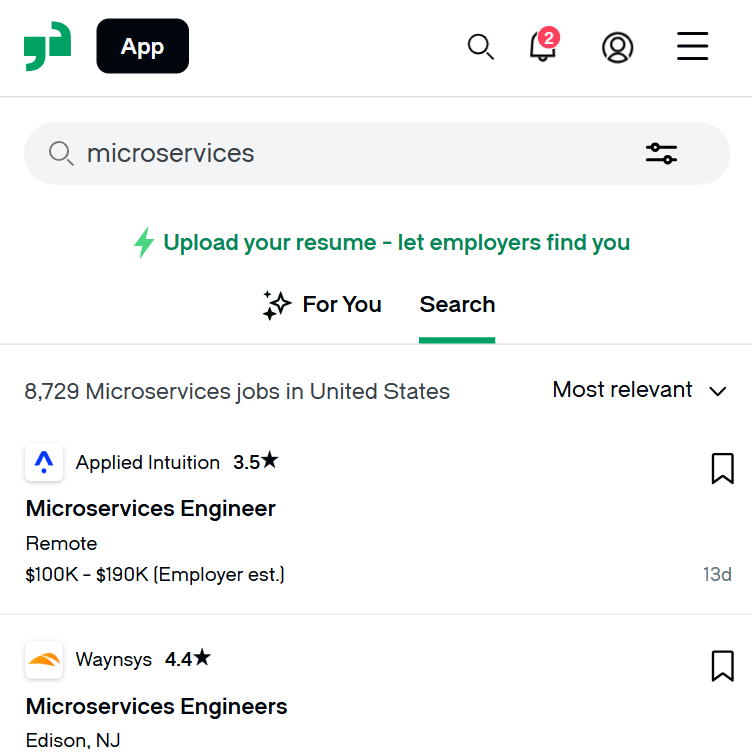 App
2
microservices
Upload your resume - let employers find you
For You
Search
8,729 Microservices jobs in United States
Most relevant
Applied Intuition 3.5★
Microservices Engineer
Remote
$100K - $190K (Employer est.)
13d
Waynsys 4.4★
Microservices Engineers
Edison, NJ